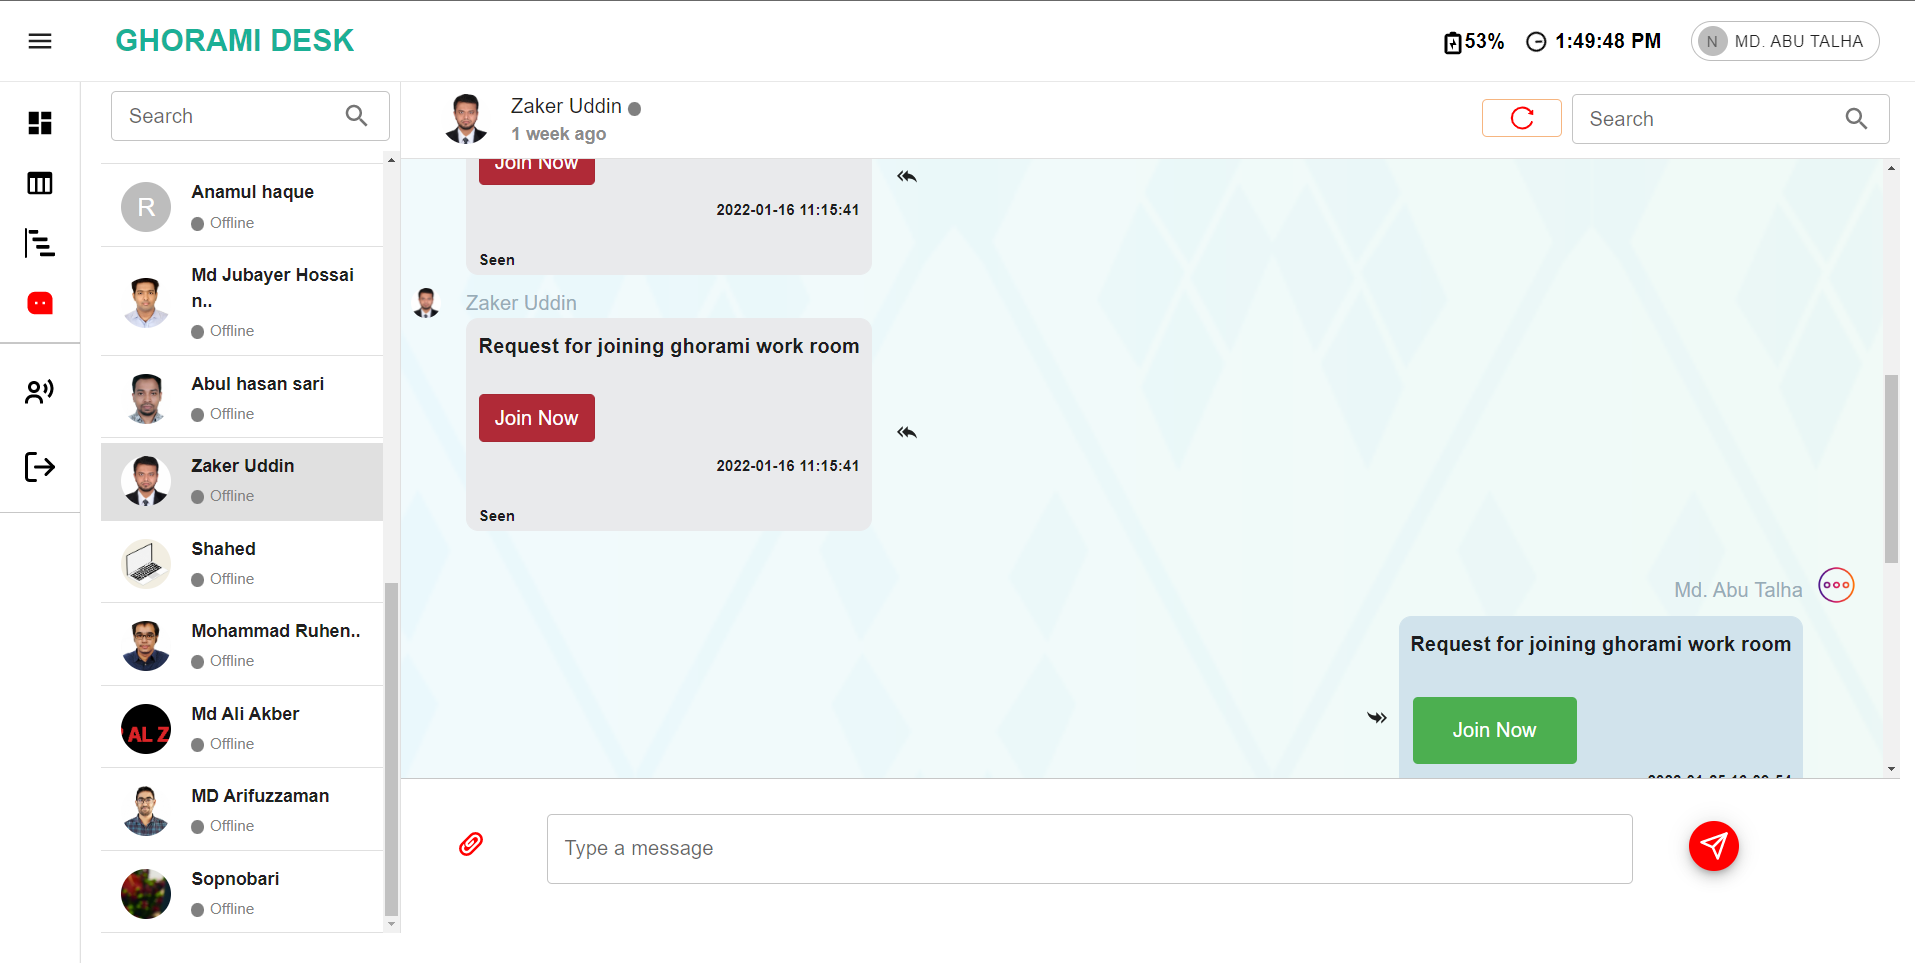 GHORAMI DESK
53%
1:49:48 PM
N
MD. ABU TALHA
Search
R
Anamul haque
Offline
Md Jubayer Hossai
n..
Offline
Abul hasan sari
Offline
Zaker Uddin
Offline
Shahed
Offline
Mohammad Ruhen..
Offline
AL Z
Md Ali Akber
Offline
MD Arifuzzaman
Offline
Sopnobari
Offline
Zaker Uddin
1 week ago
Search
Join Now
2022-01-16 11:15:41
Seen
Zaker Uddin
Request for joining ghorami work room
Join Now
2022-01-16 11:15:41
Seen
Md. Abu Talha
Request for joining ghorami work room
Join Now
Type a message